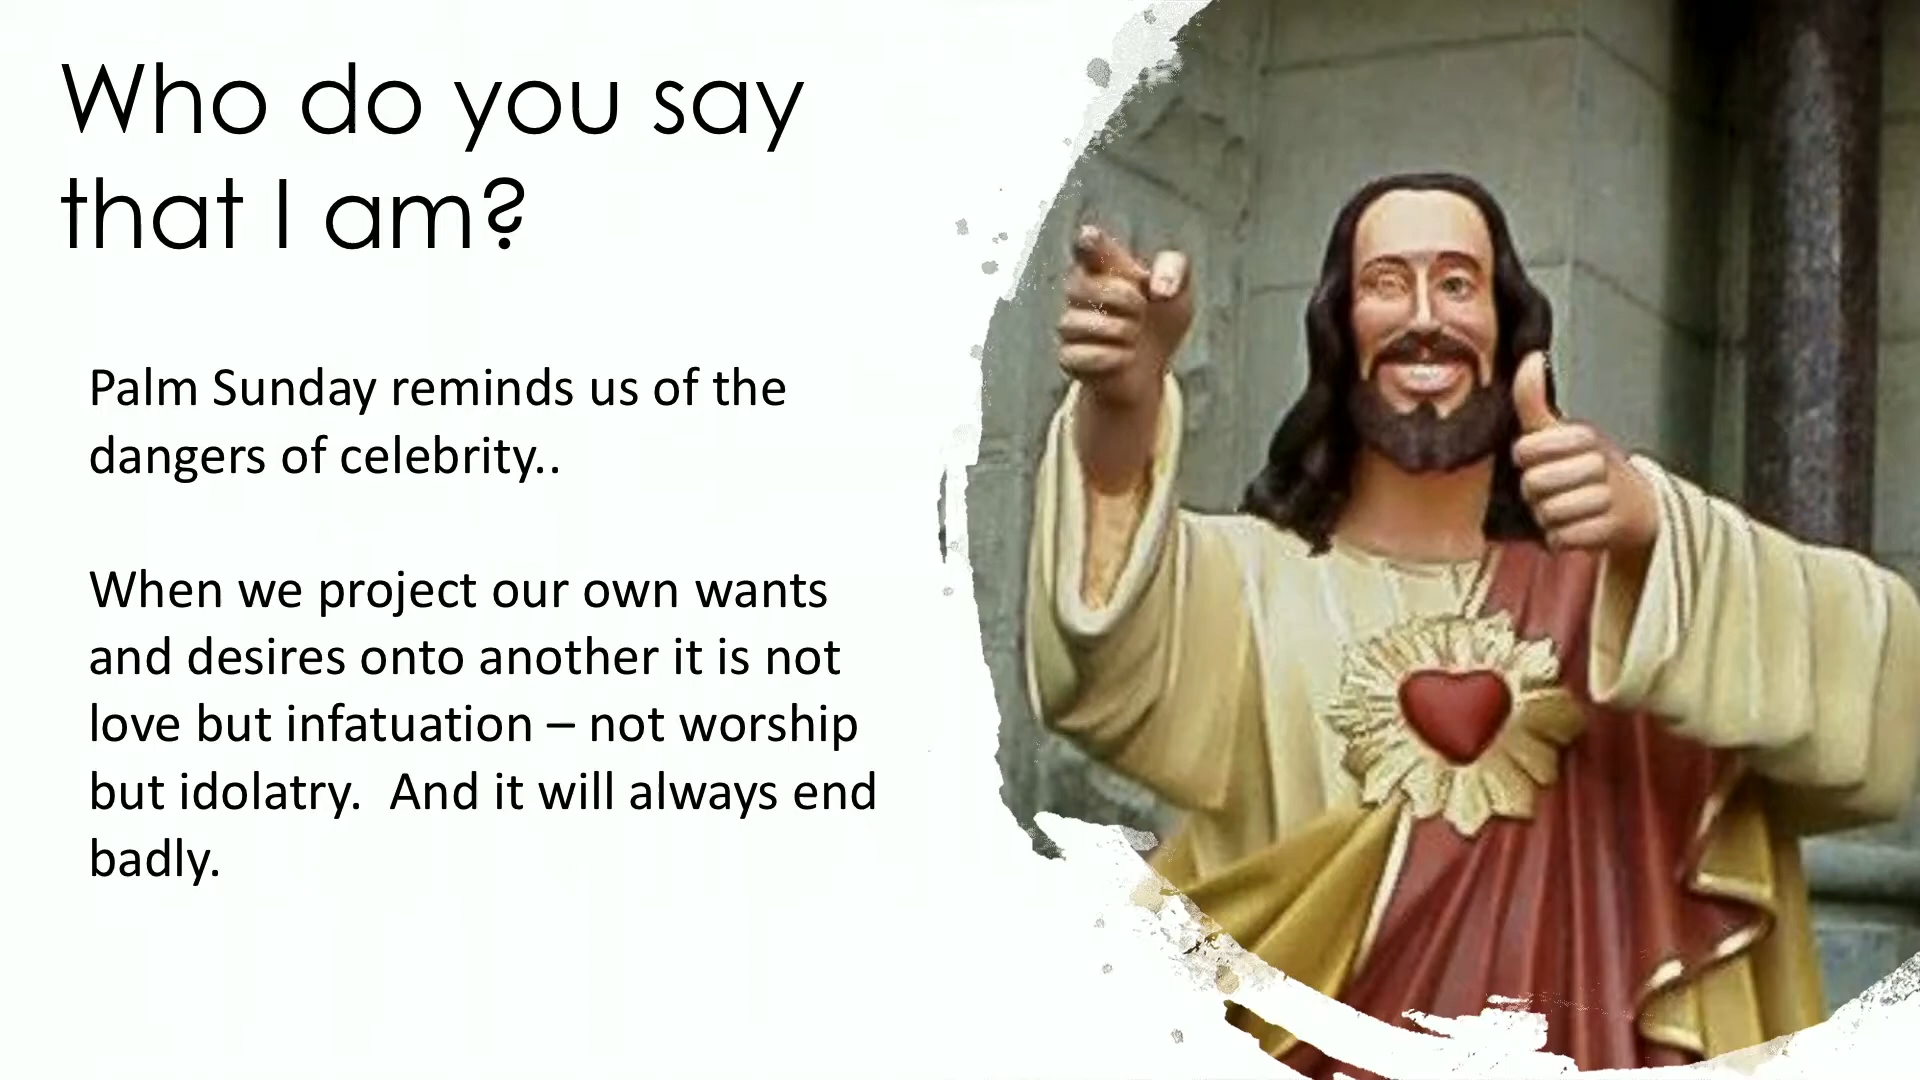 Who do you say
that I am?
Palm Sunday reminds us of the
dangers of celebrity..
When we project our own wants
and desires onto another it is not
love but infatuation – not worship
but idolatry.  And it will always end
badly.